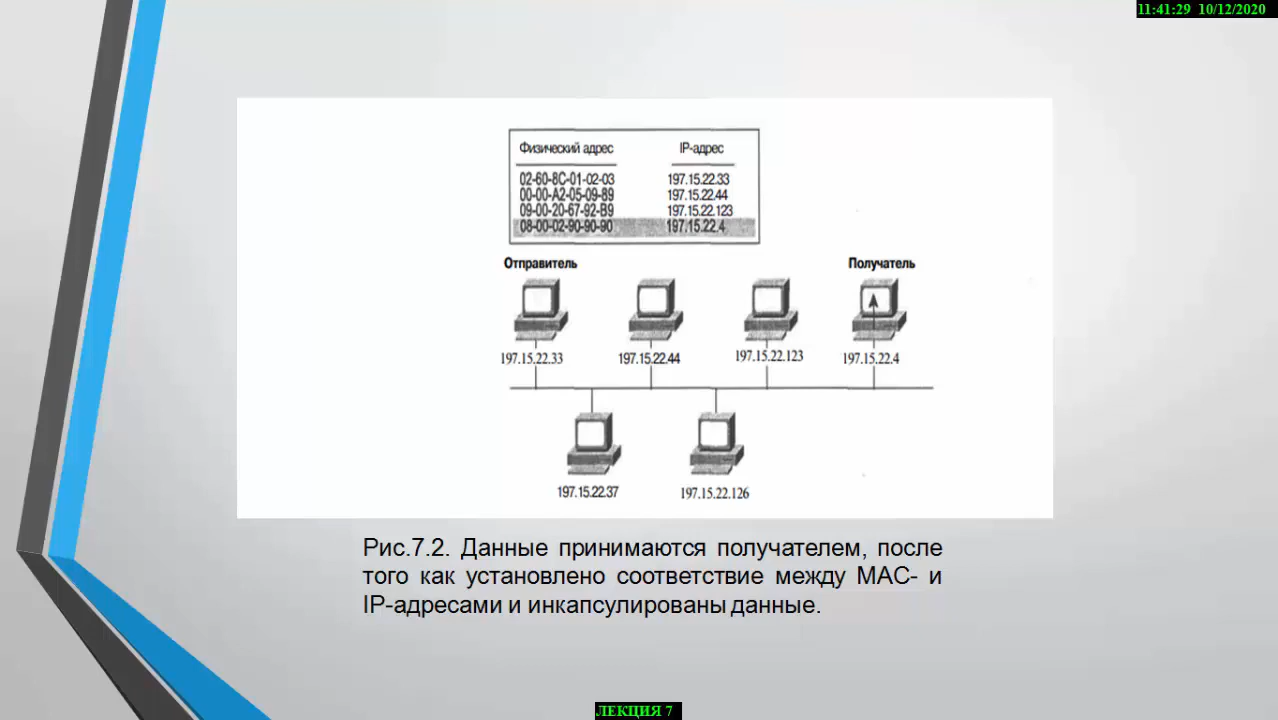 11:41:29 10/12/2020
Физический адрес IP-адрес
02-60-8C-01-02-03 197.15.22.33
00-00-A2-05-09-89 197.15.22.44
09-00-20-67-92-B9 197.15.22.123
08-00-02-90-90-90 197.15.22.4
Отправитель Получатель
197.15.22.33 197.15.22.44 197.15.22.123 197.15.22.4
197.15.22.37 197.15.22.126
Рис.7.2. Данные принимаются получателем, после
того как установлено соответствие между MAC- и
IP-адресами и инкапсулированы данные.
ЛЕКЦИЯ 7